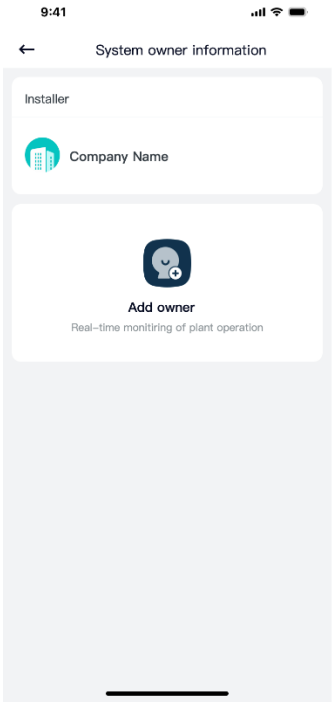 9:41
System owner information
Installer
Company Name
Add owner
Real-time monitiring of plant operation